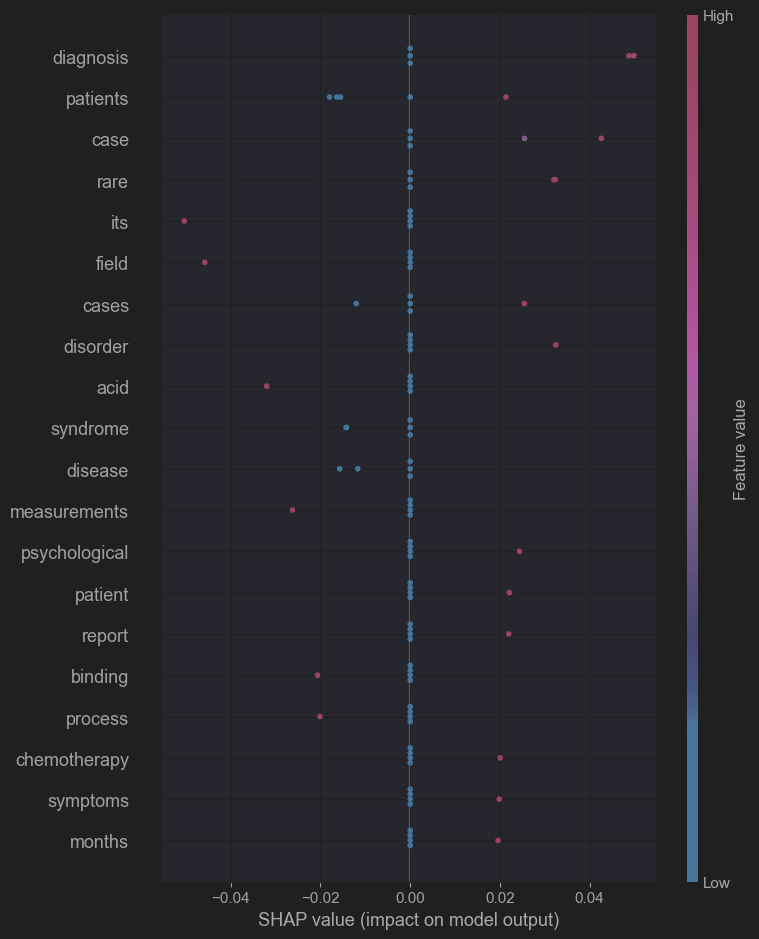 High
diagnosis
patients
case
rare
its
field
cases
disorder
acid
syndrome
disease
measurements
psychological
patient
report
binding
process
chemotherapy
symptoms
months
Feature value
Low
−0.04 −0.02 0.00 0.02 0.04
SHAP value (impact on model output)